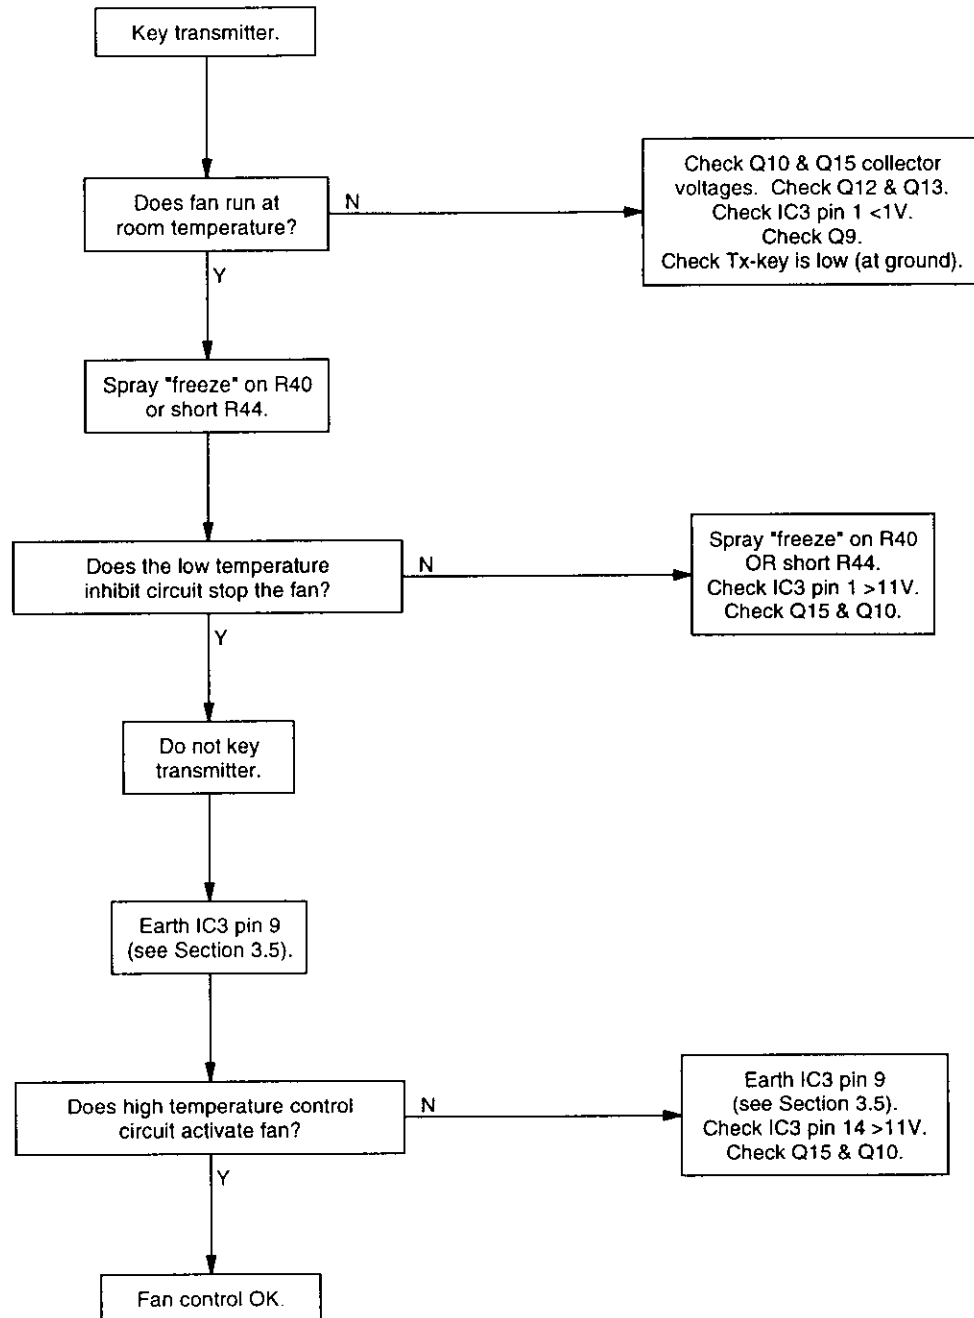 Key transmitter.
Does fan run at
room temperature?
N
Check Q10 & Q15 collector
voltages. Check Q12 & Q13.
Check IC3 pin 1 <1V.
Check Q9.
Check Tx-key is low (at ground).
Y
Spray "freeze" on R40
or short R44.
Does the low temperature
inhibit circuit stop the fan?
N
Spray "freeze" on R40
OR short R44.
Check IC3 pin 1 >11V.
Check Q15 & Q10.
Y
Do not key
transmitter.
Earth IC3 pin 9
(see Section 3.5).
Does high temperature control
circuit activate fan?
N
Earth IC3 pin 9
(see Section 3.5).
Check IC3 pin 14 >11V.
Check Q15 & Q10.
Y
Fan control OK.